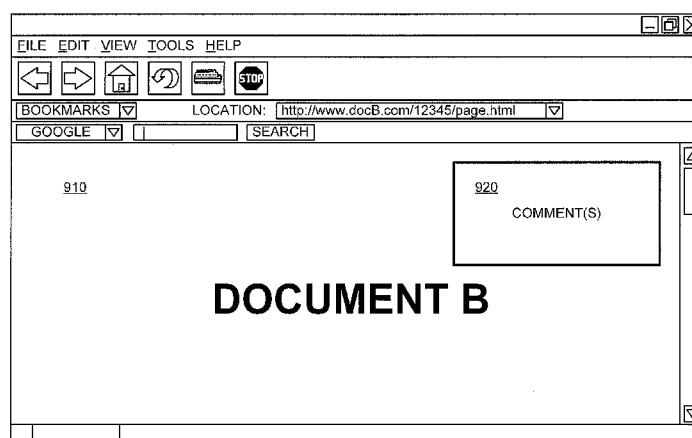 FILE EDIT VIEW TOOLS HELP
STOP
BOOKMARKS LOCATION: http://www.docB.com/12345/page.html
GOOGLE SEARCH
910 920
COMMENT(S)
DOCUMENT B